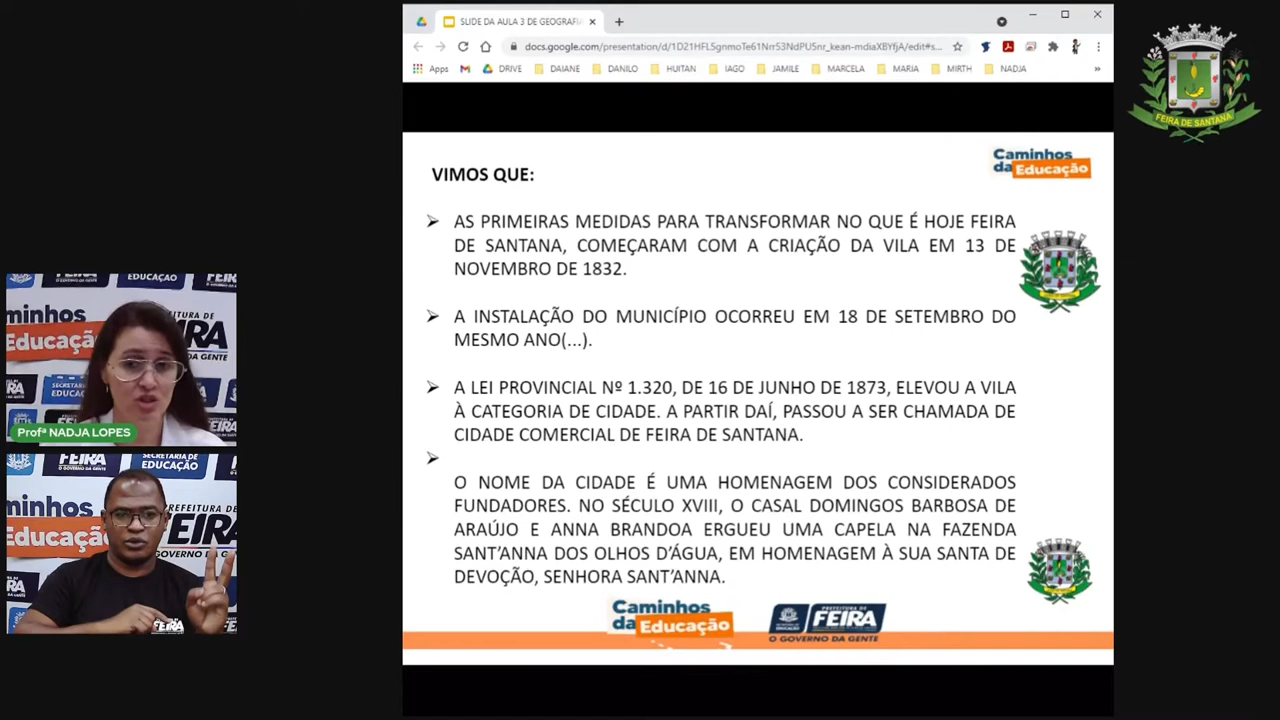 SLIDE DA AULA 3 DE GEOGRAFIA
docs.google.com/presentation/d/1D21HFL5gnmoTe61Nrr53NdPU5nr_kean-mdiaXBYfjA/edit#s...
Apps
DRIVE
DAIANE
DANILO
HUITAN
IAGO
JAMILE
MARCELA
MARIA
MIRTH
NADJA
»
FEIRA DE SANTANA
Caminhos
da Educação
VIMOS QUE:
AS PRIMEIRAS MEDIDAS PARA TRANSFORMAR NO QUE É HOJE FEIRA
DE SANTANA, COMEÇARAM COM A CRIAÇÃO DA VILA EM 13 DE
NOVEMBRO DE 1832.
A INSTALAÇÃO DO MUNICÍPIO OCORREU EM 18 DE SETEMBRO DO
MESMO ANO(...).
A LEI PROVINCIAL Nº 1.320, DE 16 DE JUNHO DE 1873, ELEVOU A VILA
À CATEGORIA DE CIDADE. A PARTIR DAÍ, PASSOU A SER CHAMADA DE
CIDADE COMERCIAL DE FEIRA DE SANTANA.
O NOME DA CIDADE É UMA HOMENAGEM DOS CONSIDERADOS
FUNDADORES. NO SÉCULO XVIII, O CASAL DOMINGOS BARBOSA DE
ARAÚJO E ANNA BRANDOA ERGUEU UMA CAPELA NA FAZENDA
SANT'ANNA DOS OLHOS D'ÁGUA, EM HOMENAGEM À SUA SANTA DE
DEVOÇÃO, SENHORA SANT'ANNA.
Caminhos
da Educação
PREFEITURA DE
FEIRA
O GOVERNO DA GENTE
Profª NADJA LOPES
FEIRA